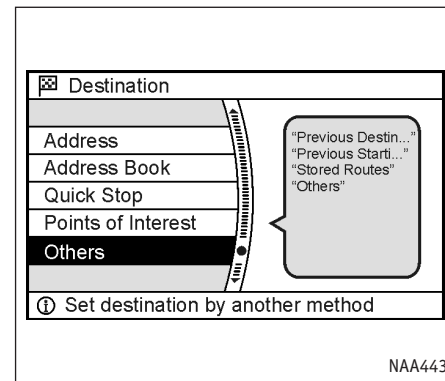 Destination
Address
Address Book
Quick Stop
Points of Interest
Others
“Previous Destin...”
“Previous Starti...”
“Stored Routes”
“Others”
Set destination by another method
NAA443